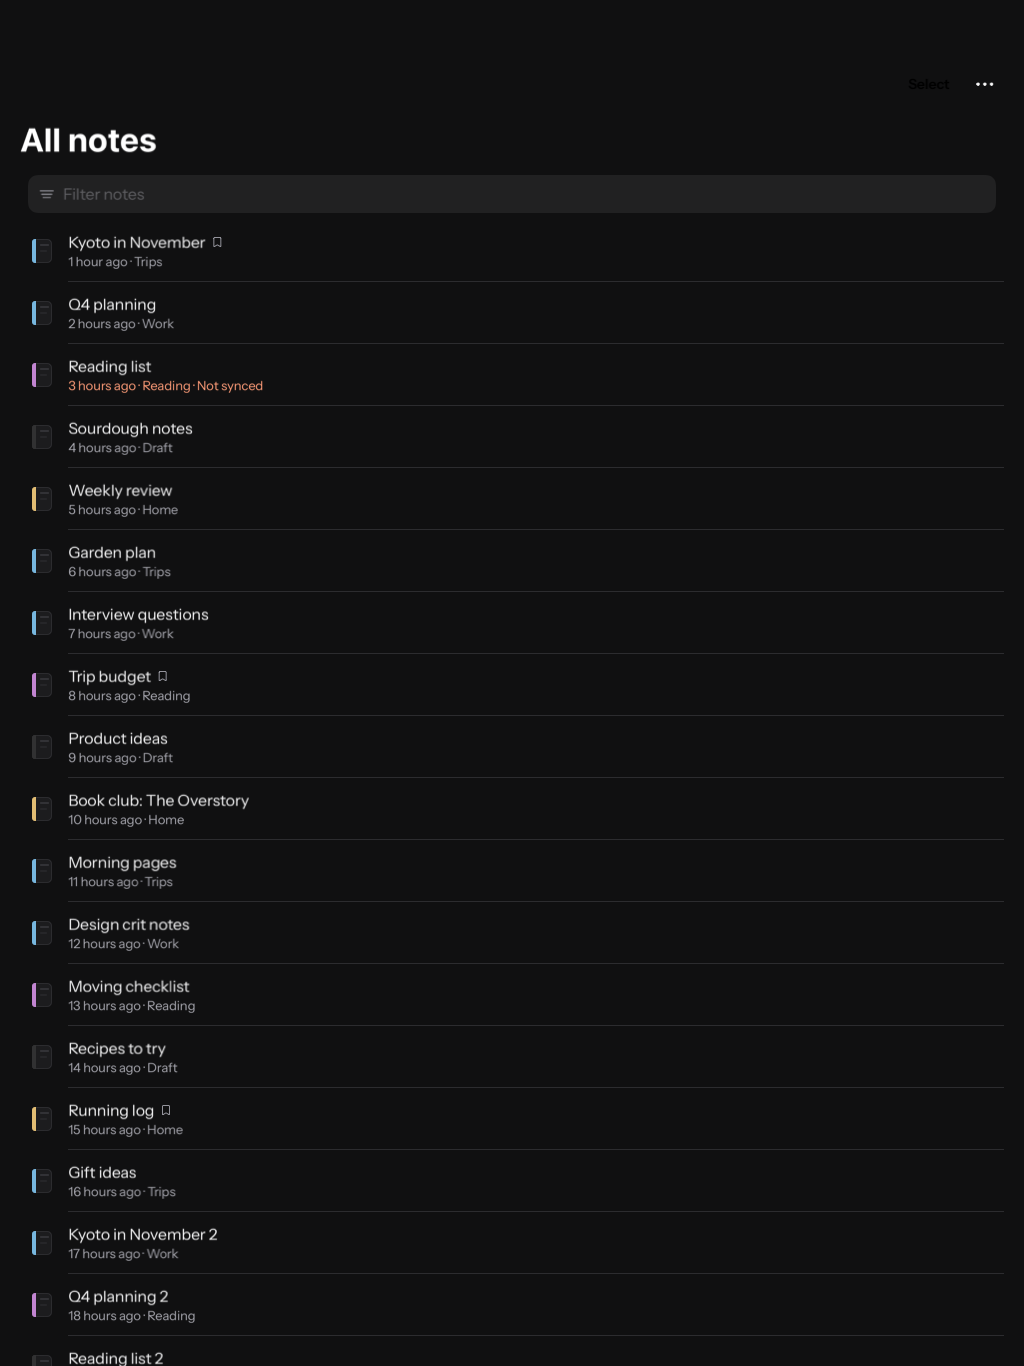 Select
All notes
Filter notes
Kyoto in November
1 hour ago · Trips
Q4 planning
2 hours ago · Work
Reading list
3 hours ago · Reading · Not synced
Sourdough notes
4 hours ago · Draft
Weekly review
5 hours ago · Home
Garden plan
6 hours ago · Trips
Interview questions
7 hours ago · Work
Trip budget
8 hours ago · Reading
Product ideas
9 hours ago · Draft
Book club: The Overstory
10 hours ago · Home
Morning pages
11 hours ago · Trips
Design crit notes
12 hours ago · Work
Moving checklist
13 hours ago · Reading
Recipes to try
14 hours ago · Draft
Running log
15 hours ago · Home
Gift ideas
16 hours ago · Trips
Kyoto in November 2
17 hours ago · Work
Q4 planning 2
18 hours ago · Reading
Reading list 2